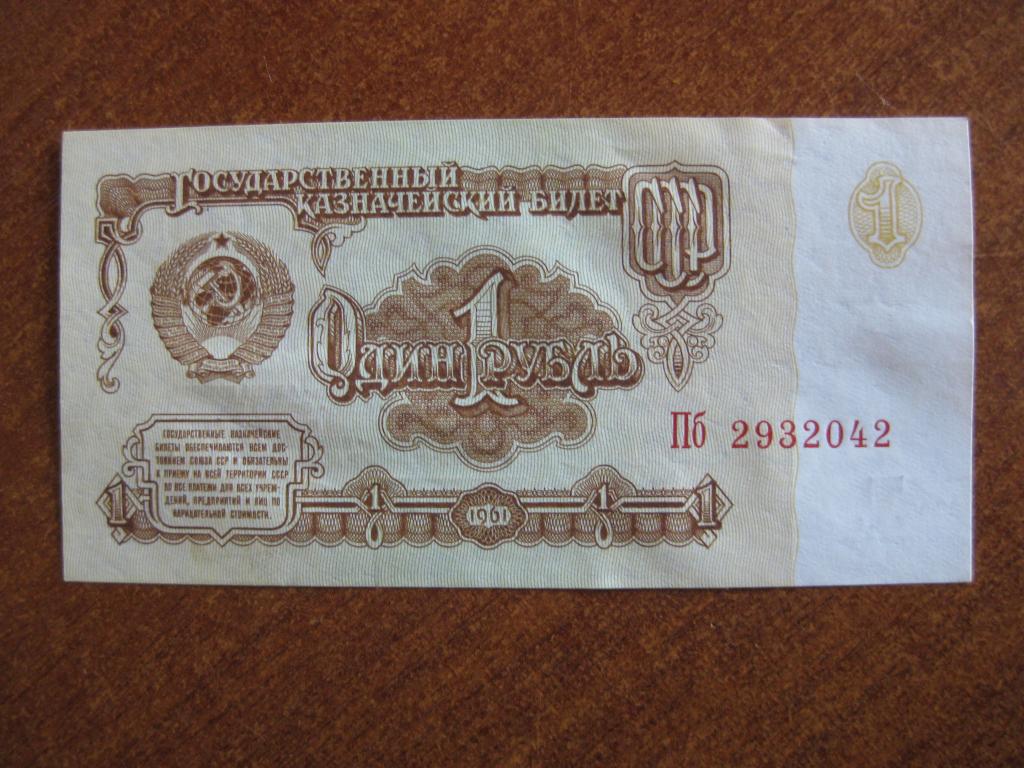 ГОСУДАРСТВЕННЫЙ
КАЗНАЧЕЙСКИЙ БИЛЕТ
СССР
1
1
ОДИН РУБЛЬ
Пб 2932042
ГОСУДАРСТВЕННЫЕ КАЗНАЧЕЙСКИЕ
БИЛЕТЫ ОБЕСПЕЧИВАЮТСЯ ВСЕМ ДОС-
ТОЯНИЕМ СОЮЗА ССР И ОБЯЗАТЕЛЬНЫ
К ПРИЕМУ НА ВСЕЙ ТЕРРИТОРИИ СССР
ВО ВСЕ ПЛАТЕЖИ ДЛЯ ВСЕХ УЧРЕЖ-
ДЕНИЙ, ПРЕДПРИЯТИЙ И ЛИЦ ПО
НАРИЦАТЕЛЬНОЙ СТОИМОСТИ.
1
1
1961
1
1